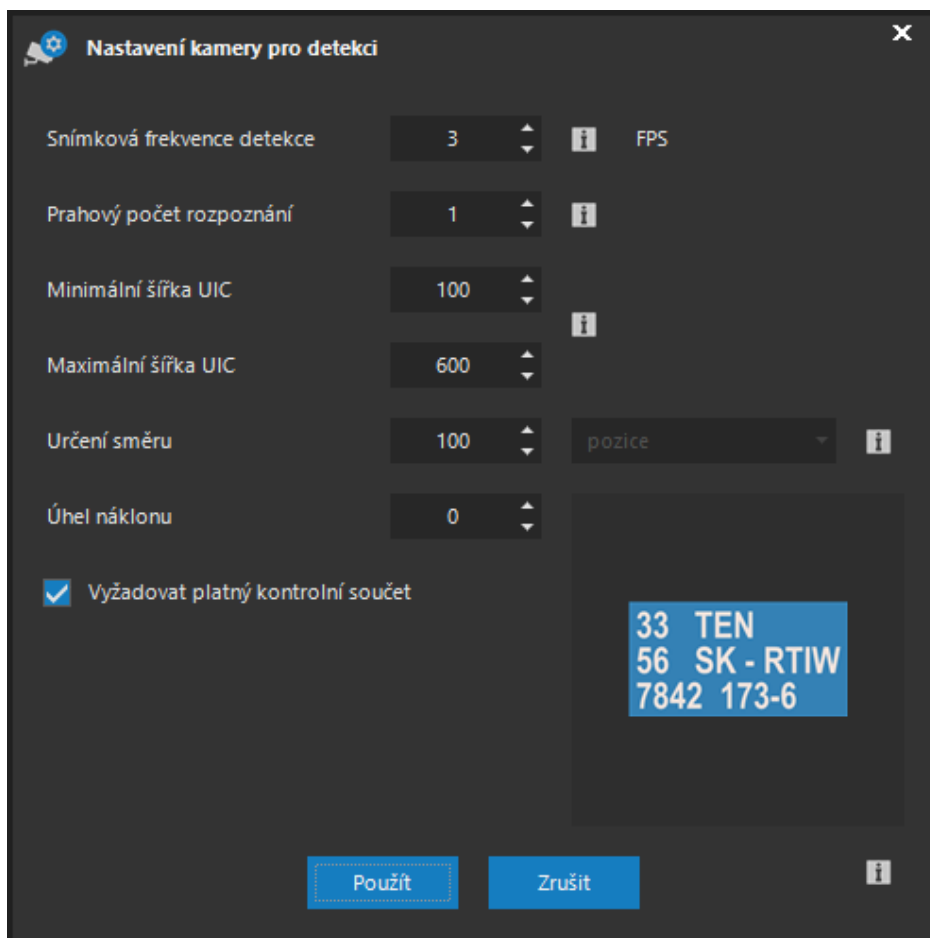 Nastavení kamery pro detekci
Snímková frekvence detekce 3 FPS
Prahový počet rozpoznání 1
Minimální šířka UIC 100
Maximální šířka UIC 600
Určení směru 100 pozice
Úhel náklonu 0
Vyžadovat platný kontrolní součet
33 TEN
56 SK - RTIW
7842 173-6
Použít Zrušit